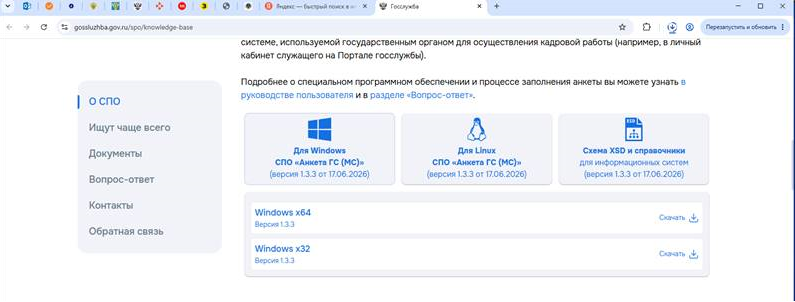 Яндекс — быстрый поиск в и
Госслужба
gossluzhba.gov.ru/spo/knowledge-base
Перезапустить и обновить
системе, используемой государственным органом для осуществления кадровой работы (например, в личный
кабинет служащего на Портале госслужбы).
Подробнее о специальном программном обеспечении и процессе заполнения анкеты вы можете узнать в
руководстве пользователя и в разделе «Вопрос-ответ».
О СПО
Ищут чаще всего
Документы
Вопрос-ответ
Контакты
Обратная связь
Для Windows
СПО «Анкета ГС (МС)»
(версия 1.3.3 от 17.06.2026)
Для Linux
СПО «Анкета ГС (МС)»
(версия 1.3.3 от 17.06.2026)
XSD
Схема XSD и справочники
для информационных систем
(версия 1.3.3 от 17.06.2026)
Windows x64
Версия 1.3.3
Скачать
Windows x32
Версия 1.3.3
Скачать